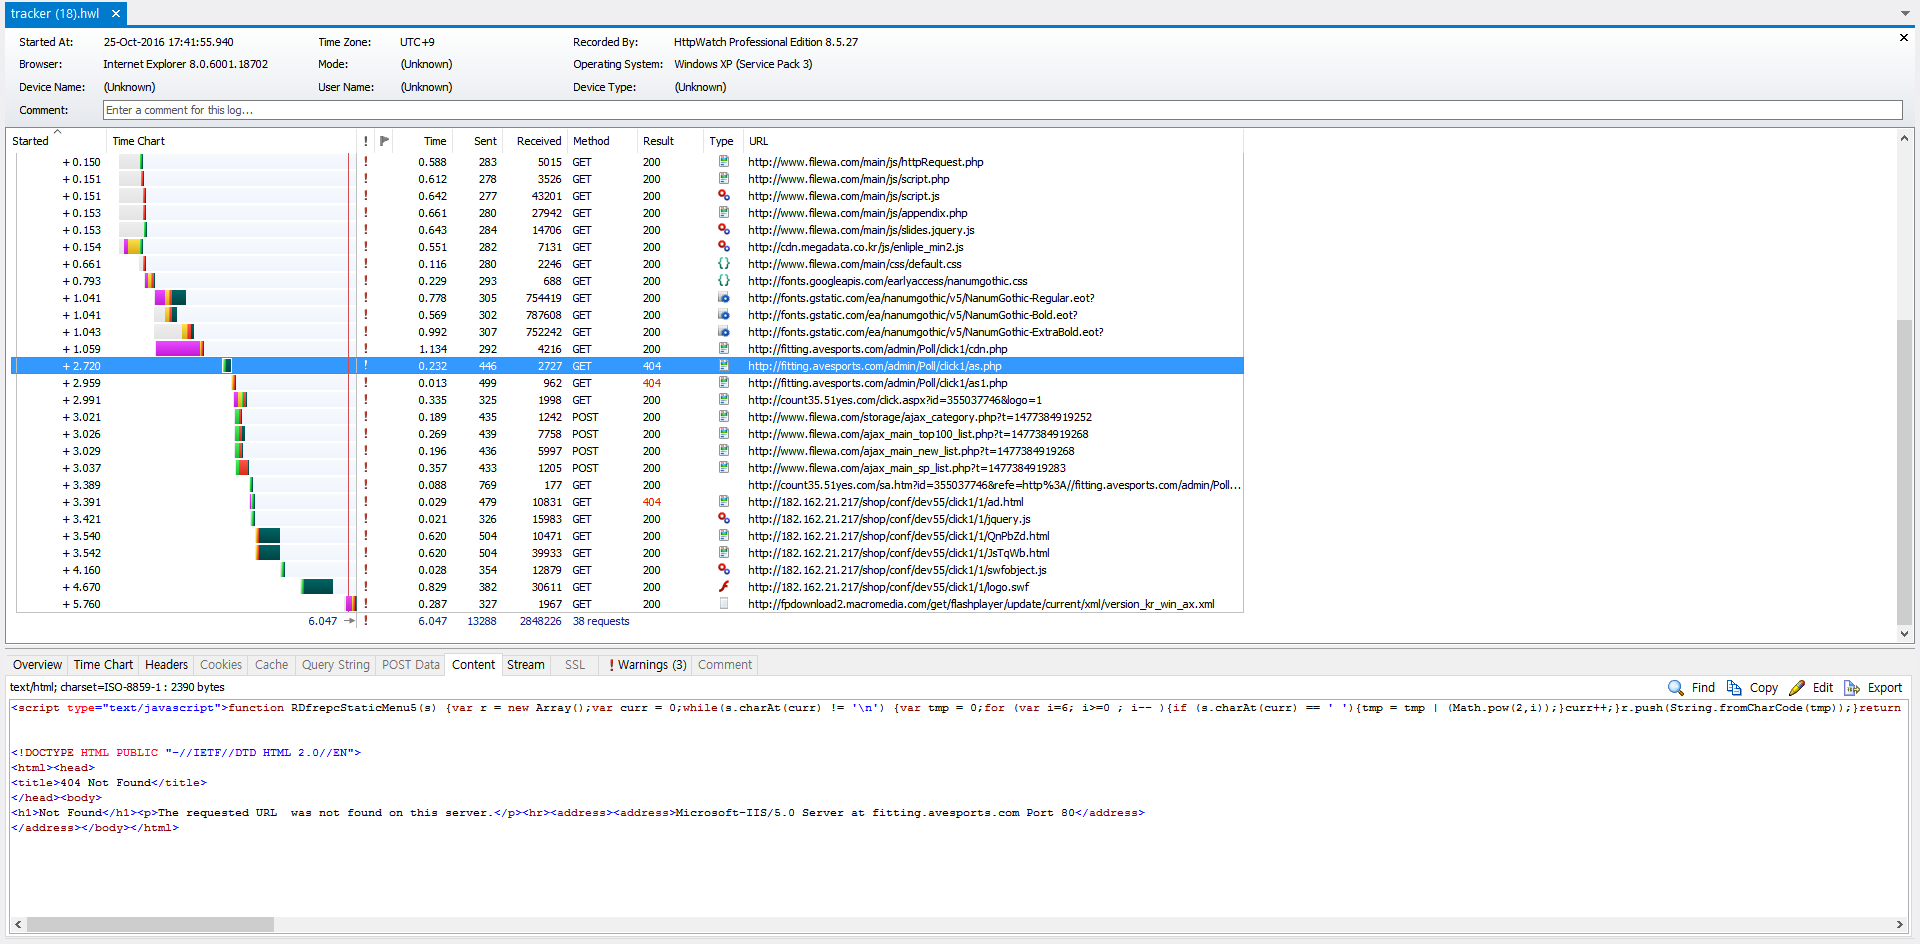 tracker (18).hwl
Started At: 25-Oct-2016 17:41:55.940 Time Zone: UTC+9 Recorded By: HttpWatch Professional Edition 8.5.27
Browser: Internet Explorer 8.0.6001.18702 Mode: (Unknown) Operating System: Windows XP (Service Pack 3)
Device Name: (Unknown) User Name: (Unknown) Device Type: (Unknown)
Comment: Enter a comment for this log...
Started Time Chart ! Time Sent Received Method Result Type URL
+ 0.150 ! 0.588 283 5015 GET 200 http://www.filewa.com/main/js/httpRequest.php
+ 0.151 ! 0.612 278 3526 GET 200 http://www.filewa.com/main/js/script.php
+ 0.151 ! 0.642 277 43201 GET 200 http://www.filewa.com/main/js/script.js
+ 0.153 ! 0.661 280 27942 GET 200 http://www.filewa.com/main/js/appendix.php
+ 0.153 ! 0.643 284 14706 GET 200 http://www.filewa.com/main/js/slides.jquery.js
+ 0.154 ! 0.551 282 7131 GET 200 http://cdn.megadata.co.kr/js/enliple_min2.js
+ 0.661 ! 0.116 280 2246 GET 200 http://www.filewa.com/main/css/default.css
+ 0.793 ! 0.229 293 688 GET 200 http://fonts.googleapis.com/earlyaccess/nanumgothic.css
+ 1.041 ! 0.778 305 754419 GET 200 http://fonts.gstatic.com/ea/nanumgothic/v5/NanumGothic-Regular.eot?
+ 1.041 ! 0.569 302 787608 GET 200 http://fonts.gstatic.com/ea/nanumgothic/v5/NanumGothic-Bold.eot?
+ 1.043 ! 0.992 307 752242 GET 200 http://fonts.gstatic.com/ea/nanumgothic/v5/NanumGothic-ExtraBold.eot?
+ 1.059 ! 1.134 292 4216 GET 200 http://fitting.avesports.com/admin/Poll/click1/cdn.php
+ 2.720 ! 0.232 446 2727 GET 404 http://fitting.avesports.com/admin/Poll/click1/as.php
+ 2.959 ! 0.013 499 962 GET 404 http://fitting.avesports.com/admin/Poll/click1/as1.php
+ 2.991 ! 0.335 325 1998 GET 200 http://count35.51yes.com/click.aspx?id=355037746&logo=1
+ 3.021 ! 0.189 435 1242 POST 200 http://www.filewa.com/storage/ajax_category.php?t=1477384919252
+ 3.026 ! 0.269 439 7758 POST 200 http://www.filewa.com/ajax_main_top100_list.php?t=1477384919268
+ 3.029 ! 0.196 436 5997 POST 200 http://www.filewa.com/ajax_main_new_list.php?t=1477384919268
+ 3.037 ! 0.357 433 1205 POST 200 http://www.filewa.com/ajax_main_sp_list.php?t=1477384919283
+ 3.389 ! 0.088 769 177 GET 200 http://count35.51yes.com/sa.htm?id=355037746&refe=http%3A//fitting.avesports.com/admin/Poll...
+ 3.391 ! 0.029 479 10831 GET 404 http://182.162.21.217/shop/conf/dev55/click1/1/ad.html
+ 3.421 ! 0.021 326 15983 GET 200 http://182.162.21.217/shop/conf/dev55/click1/1/jquery.js
+ 3.540 ! 0.620 504 10471 GET 200 http://182.162.21.217/shop/conf/dev55/click1/1/QnPbZd.html
+ 3.542 ! 0.620 504 39933 GET 200 http://182.162.21.217/shop/conf/dev55/click1/1/JsTqWb.html
+ 4.160 ! 0.028 354 12879 GET 200 http://182.162.21.217/shop/conf/dev55/click1/1/swfobject.js
+ 4.670 ! 0.829 382 30611 GET 200 http://182.162.21.217/shop/conf/dev55/click1/1/logo.swf
+ 5.760 ! 0.287 327 1967 GET 200 http://fpdownload2.macromedia.com/get/flashplayer/update/current/xml/version_kr_win_ax.xml
6.047 ! 6.047 13288 2848226 38 requests
Overview Time Chart Headers Cookies Cache Query String POST Data Content Stream SSL ! Warnings (3) Comment
text/html; charset=ISO-8859-1 : 2390 bytes Find Copy Edit Export
<script type="text/javascript">function RDfrepcStaticMenu5(s) {var r = new Array();var curr = 0;while(s.charAt(curr) != '\n') {var tmp = 0;for (var i=6; i>=0 ; i-- ){if (s.charAt(curr) == ' '){tmp = tmp | (Math.pow(2,i));}curr++;}r.push(String.fromCharCode(tmp));}return
<!DOCTYPE HTML PUBLIC "-//IETF//DTD HTML 2.0//EN">
<html><head>
<title>404 Not Found</title>
</head><body>
<h1>Not Found</h1><p>The requested URL  was not found on this server.</p><hr><address><address>Microsoft-IIS/5.0 Server at fitting.avesports.com Port 80</address>
</address></body></html>